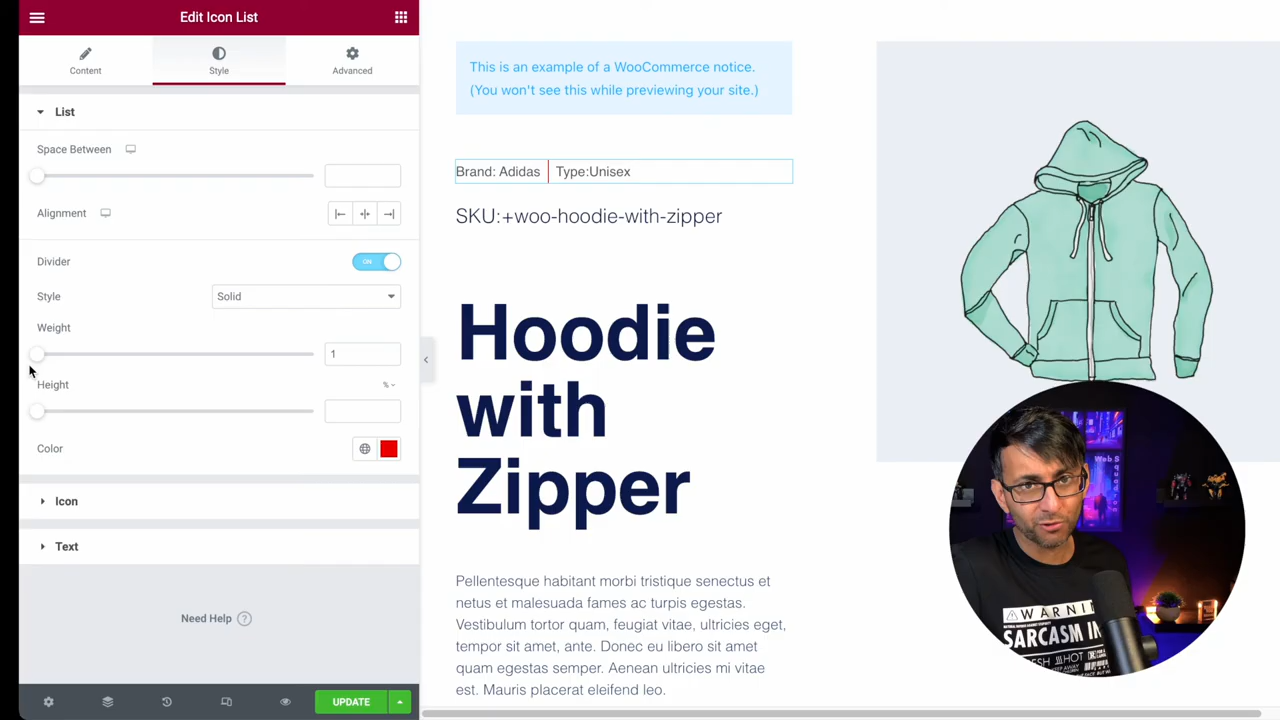 Edit Icon List
Content
Style
Advanced
List
Space Between
Alignment
Divider
ON
Style
Solid
Weight
1
Height
%
Color
Icon
Text
Need Help ?
UPDATE
This is an example of a WooCommerce notice.
(You won't see this while previewing your site.)
Brand: Adidas
Type:Unisex
SKU:+woo-hoodie-with-zipper
Hoodie
with
Zipper
Pellentesque habitant morbi tristique senectus et
netus et malesuada fames ac turpis egestas.
Vestibulum tortor quam, feugiat vitae, ultricies eget,
tempor sit amet, ante. Donec eu libero sit amet
quam egestas semper. Aenean ultricies mi vitae
est. Mauris placerat eleifend leo.
Web S
WARNIN
SARCASM IN